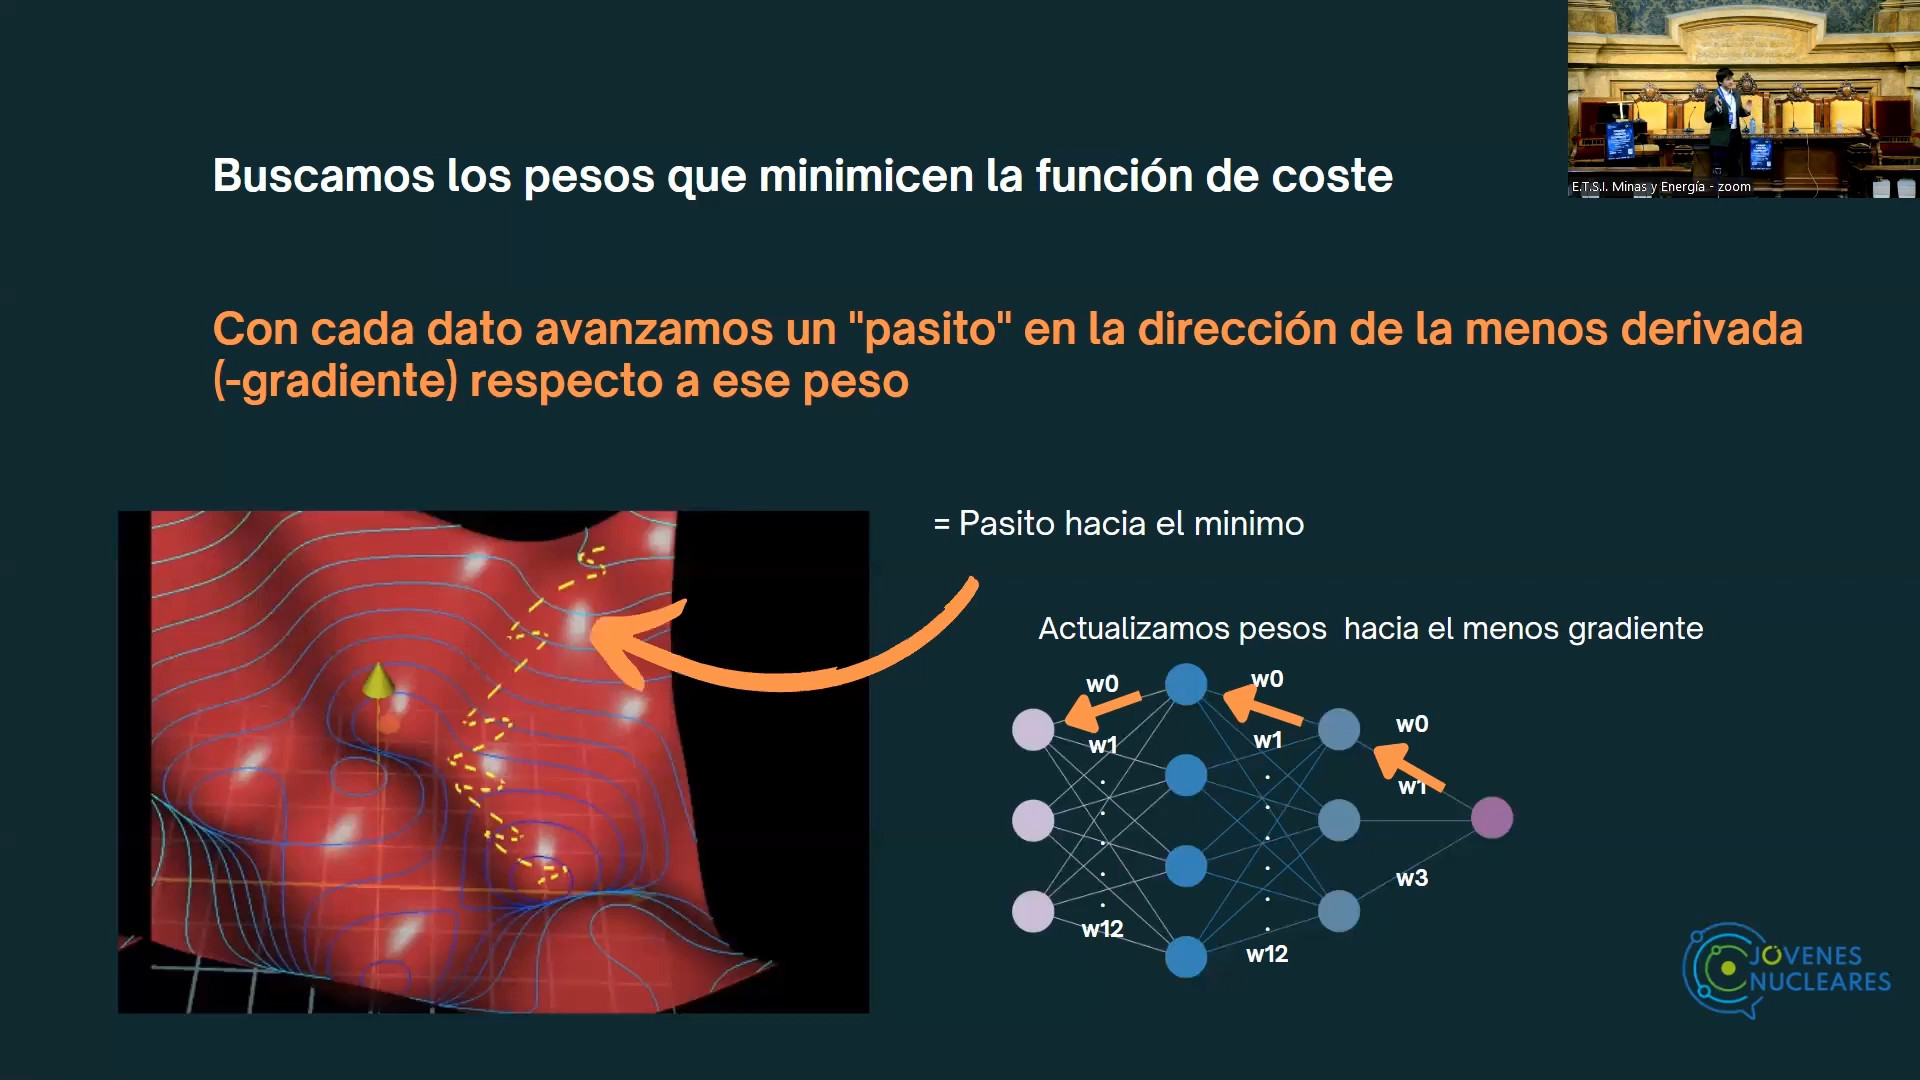 Buscamos los pesos que minimicen la función de coste
E.T.S.I. Minas y Energía - zoom
Con cada dato avanzamos un "pasito" en la dirección de la menos derivada
(-gradiente) respecto a ese peso
= Pasito hacia el minimo
Actualizamos pesos  hacia el menos gradiente
w0
w1
w12
w0
w1
w12
w0
w1
w3
JÓVENES
NUCLEARES